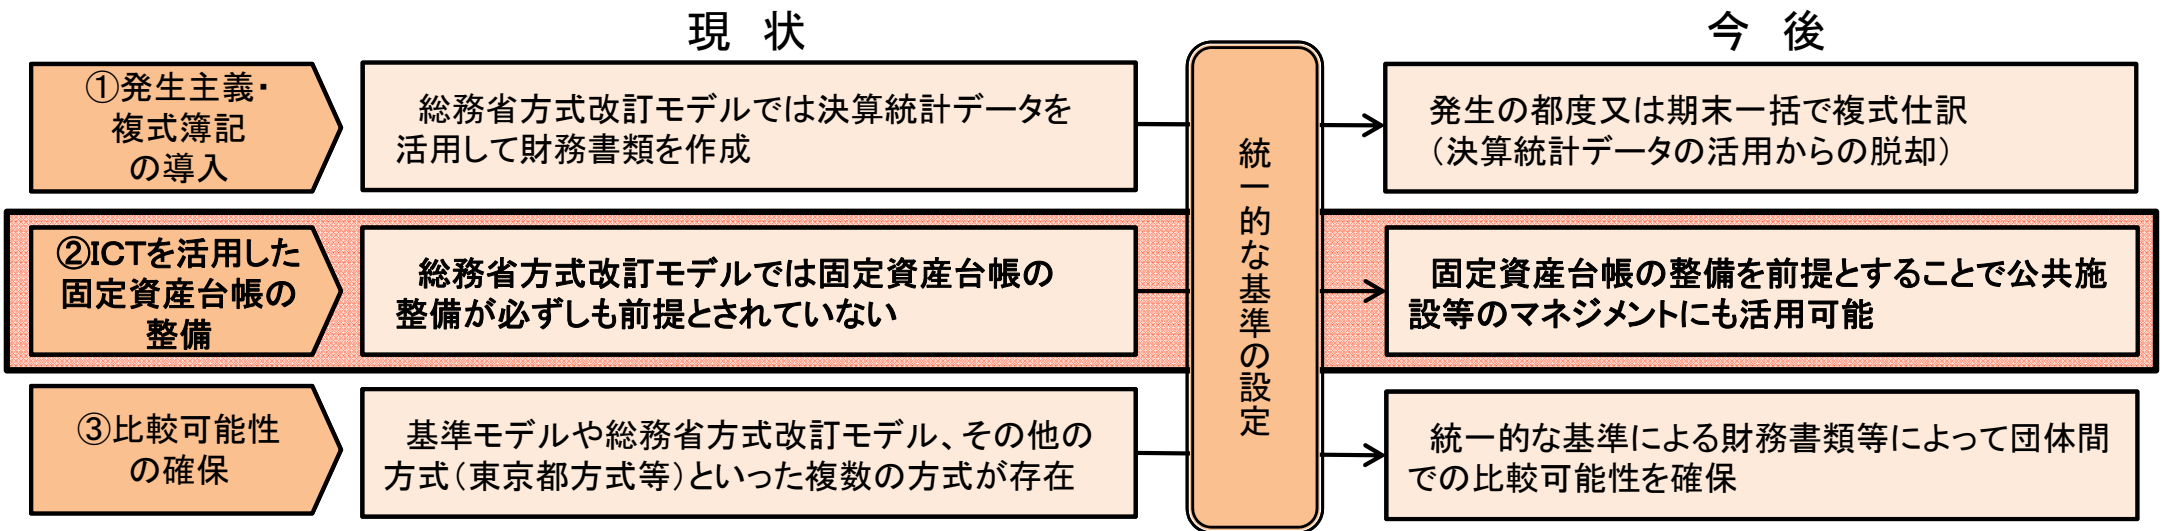 現 状
今 後
①発生主義・
複式簿記
の導入
総務省方式改訂モデルでは決算統計データを
活用して財務書類を作成
発生の都度又は期末一括で複式仕訳
（決算統計データの活用からの脱却）
統一的な基準の設定
②ICTを活用した
固定資産台帳の
整備
総務省方式改訂モデルでは固定資産台帳の
整備が必ずしも前提とされていない
固定資産台帳の整備を前提とすることで公共施
設等のマネジメントにも活用可能
③比較可能性
の確保
基準モデルや総務省方式改訂モデル、その他の
方式（東京都方式等）といった複数の方式が存在
統一的な基準による財務書類等によって団体間
での比較可能性を確保